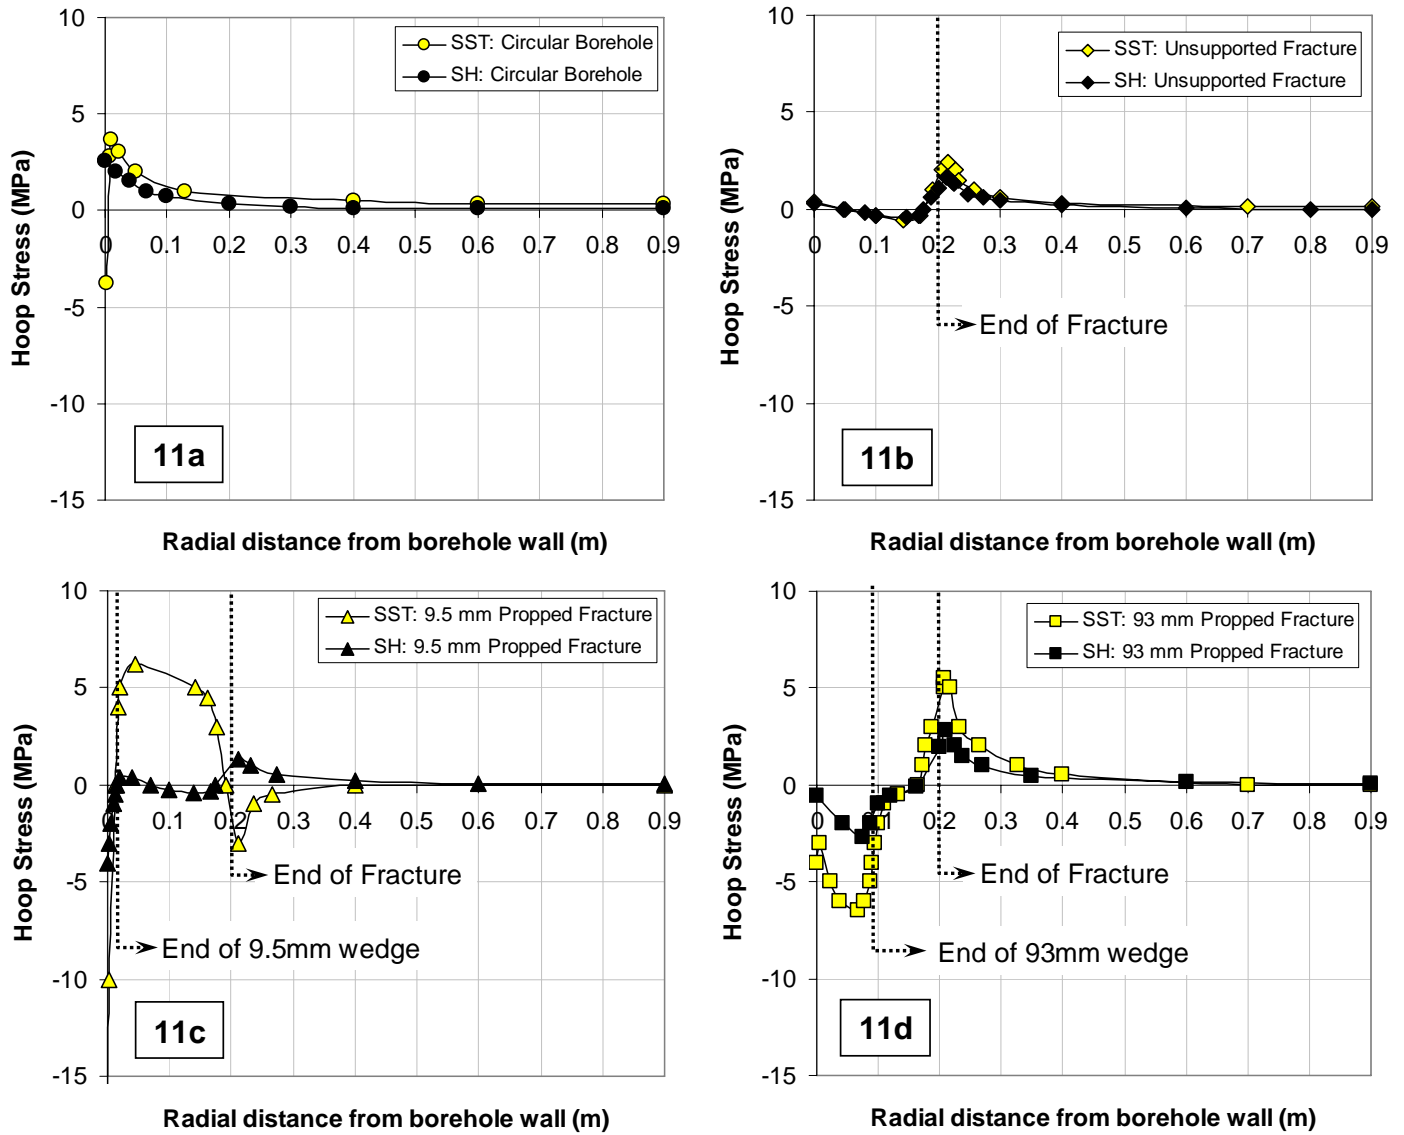 10
5
0
-5
-10
-15
Hoop Stress (MPa)
SST: Circular Borehole
SH: Circular Borehole
0 0.1 0.2 0.3 0.4 0.5 0.6 0.7 0.8 0.9
11a
Radial distance from borehole wall (m)
10
5
0
-5
-10
-15
Hoop Stress (MPa)
SST: Unsupported Fracture
SH: Unsupported Fracture
0 0.1 0.2 0.3 0.4 0.5 0.6 0.7 0.8 0.9
End of Fracture
11b
Radial distance from borehole wall (m)
10
5
0
-5
-10
-15
Hoop Stress (MPa)
SST: 9.5 mm Propped Fracture
SH: 9.5 mm Propped Fracture
0.1 0.2 0.3 0.4 0.5 0.6 0.7 0.8 0.9
End of Fracture
End of 9.5mm wedge
11c
Radial distance from borehole wall (m)
10
5
0
-5
-10
-15
Hoop Stress (MPa)
SST: 93 mm Propped Fracture
SH: 93 mm Propped Fracture
0 0.1 0.2 0.3 0.4 0.5 0.6 0.7 0.8 0.9
End of Fracture
End of 93mm wedge
11d
Radial distance from borehole wall (m)